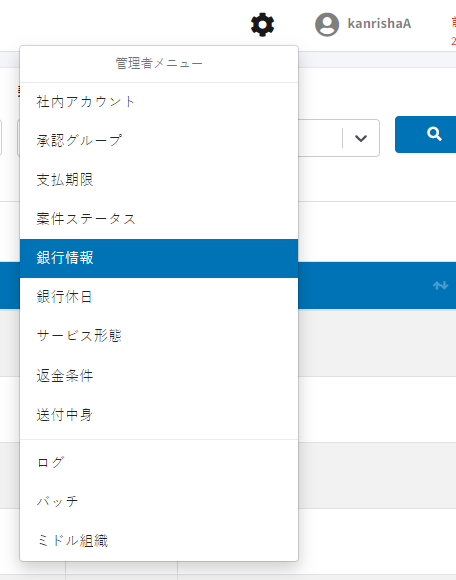 kanrishaA
管理者メニュー
社内アカウント
承認グループ
支払期限
案件ステータス
銀行情報
銀行休日
サービス形態
返金条件
送付中身
ログ
バッチ
ミドル組織